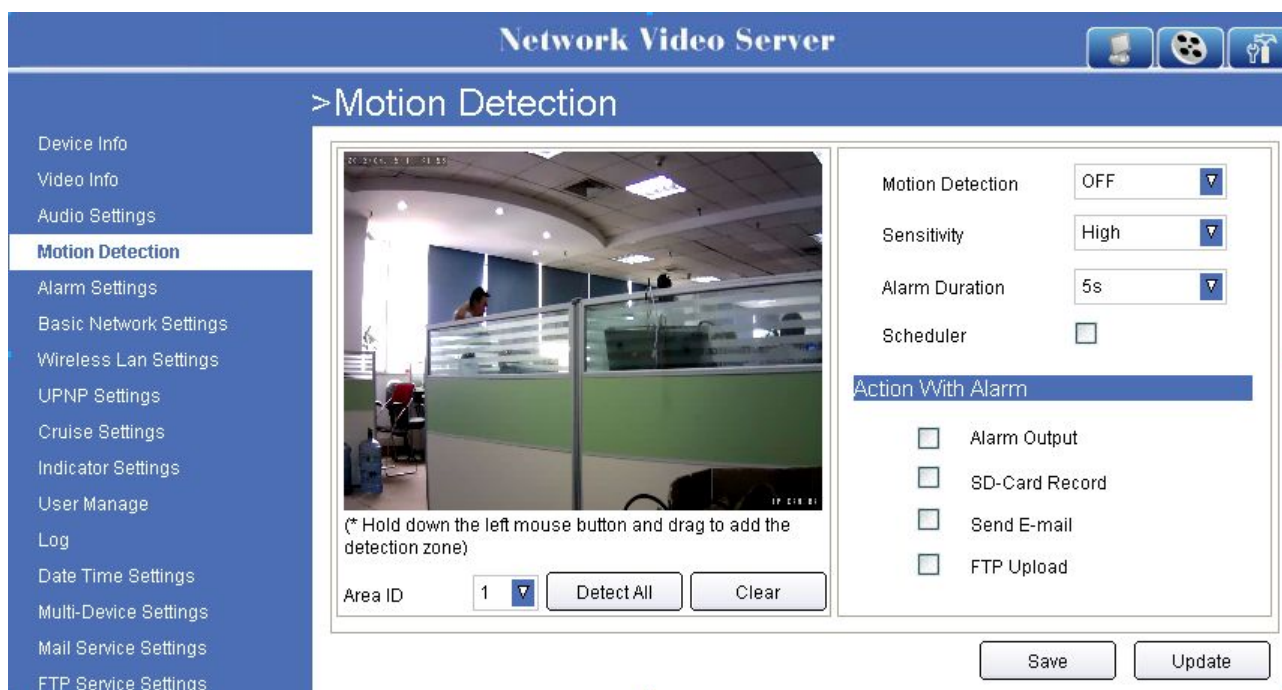 Network Video Server
>Motion Detection
Device Info
Video Info
Audio Settings
Motion Detection
Alarm Settings
Basic Network Settings
Wireless Lan Settings
UPNP Settings
Cruise Settings
Indicator Settings
User Manage
Log
Date Time Settings
Multi-Device Settings
Mail Service Settings
FTP Service Settings
(* Hold down the left mouse button and drag to add the
detection zone)
Area ID 1 Detect All Clear
Motion Detection OFF
Sensitivity High
Alarm Duration 5s
Scheduler
Action With Alarm
Alarm Output
SD-Card Record
Send E-mail
FTP Upload
Save Update